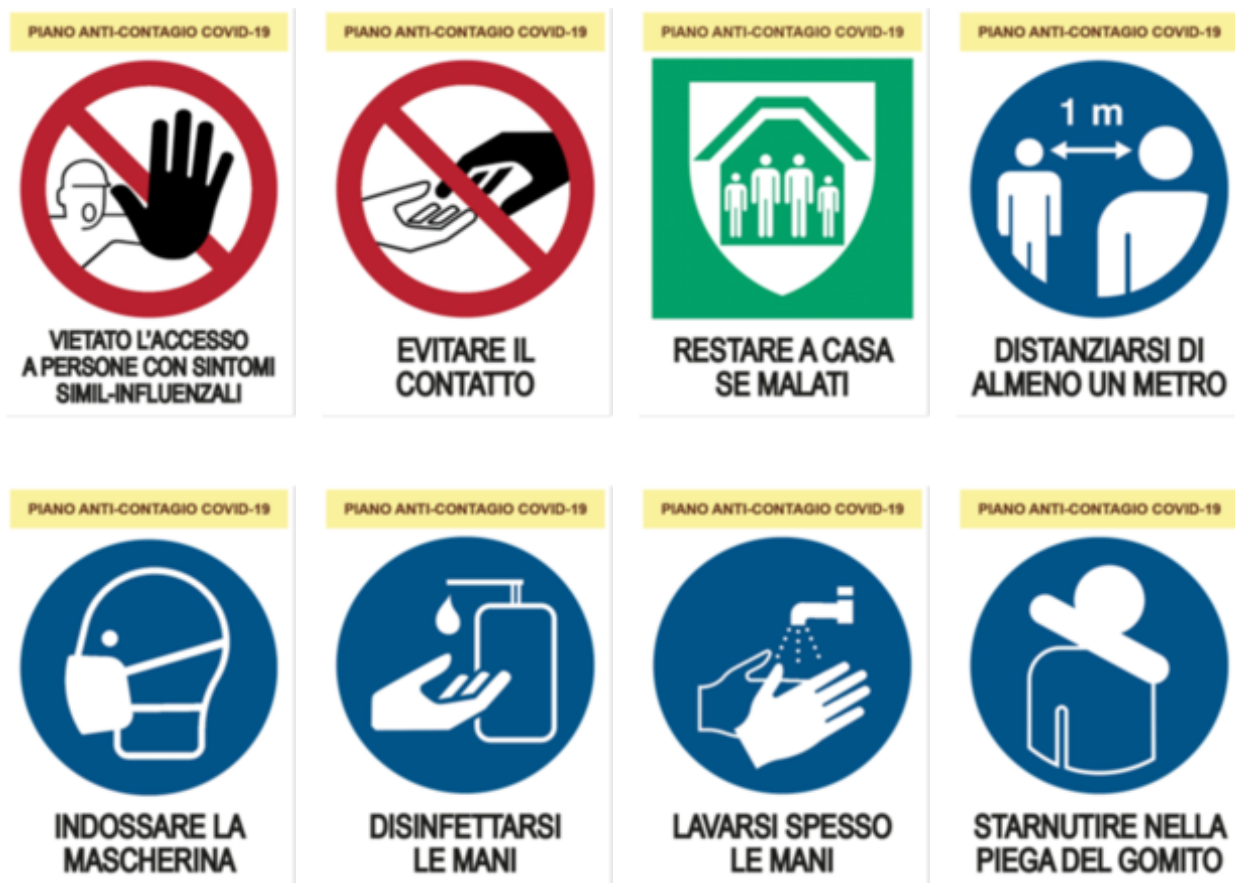 PIANO ANTI-CONTAGIO COVID-19
VIETATO L'ACCESSO
A PERSONE CON SINTOMI
SIMIL-INFLUENZALI
PIANO ANTI-CONTAGIO COVID-19
EVITARE IL
CONTATTO
PIANO ANTI-CONTAGIO COVID-19
RESTARE A CASA
SE MALATI
PIANO ANTI-CONTAGIO COVID-19
1 m
DISTANZIARSI DI
ALMENO UN METRO
PIANO ANTI-CONTAGIO COVID-19
INDOSSARE LA
MASCHERINA
PIANO ANTI-CONTAGIO COVID-19
DISINFETTARSI
LE MANI
PIANO ANTI-CONTAGIO COVID-19
LAVARSI SPESSO
LE MANI
PIANO ANTI-CONTAGIO COVID-19
STARNUTIRE NELLA
PIEGA DEL GOMITO